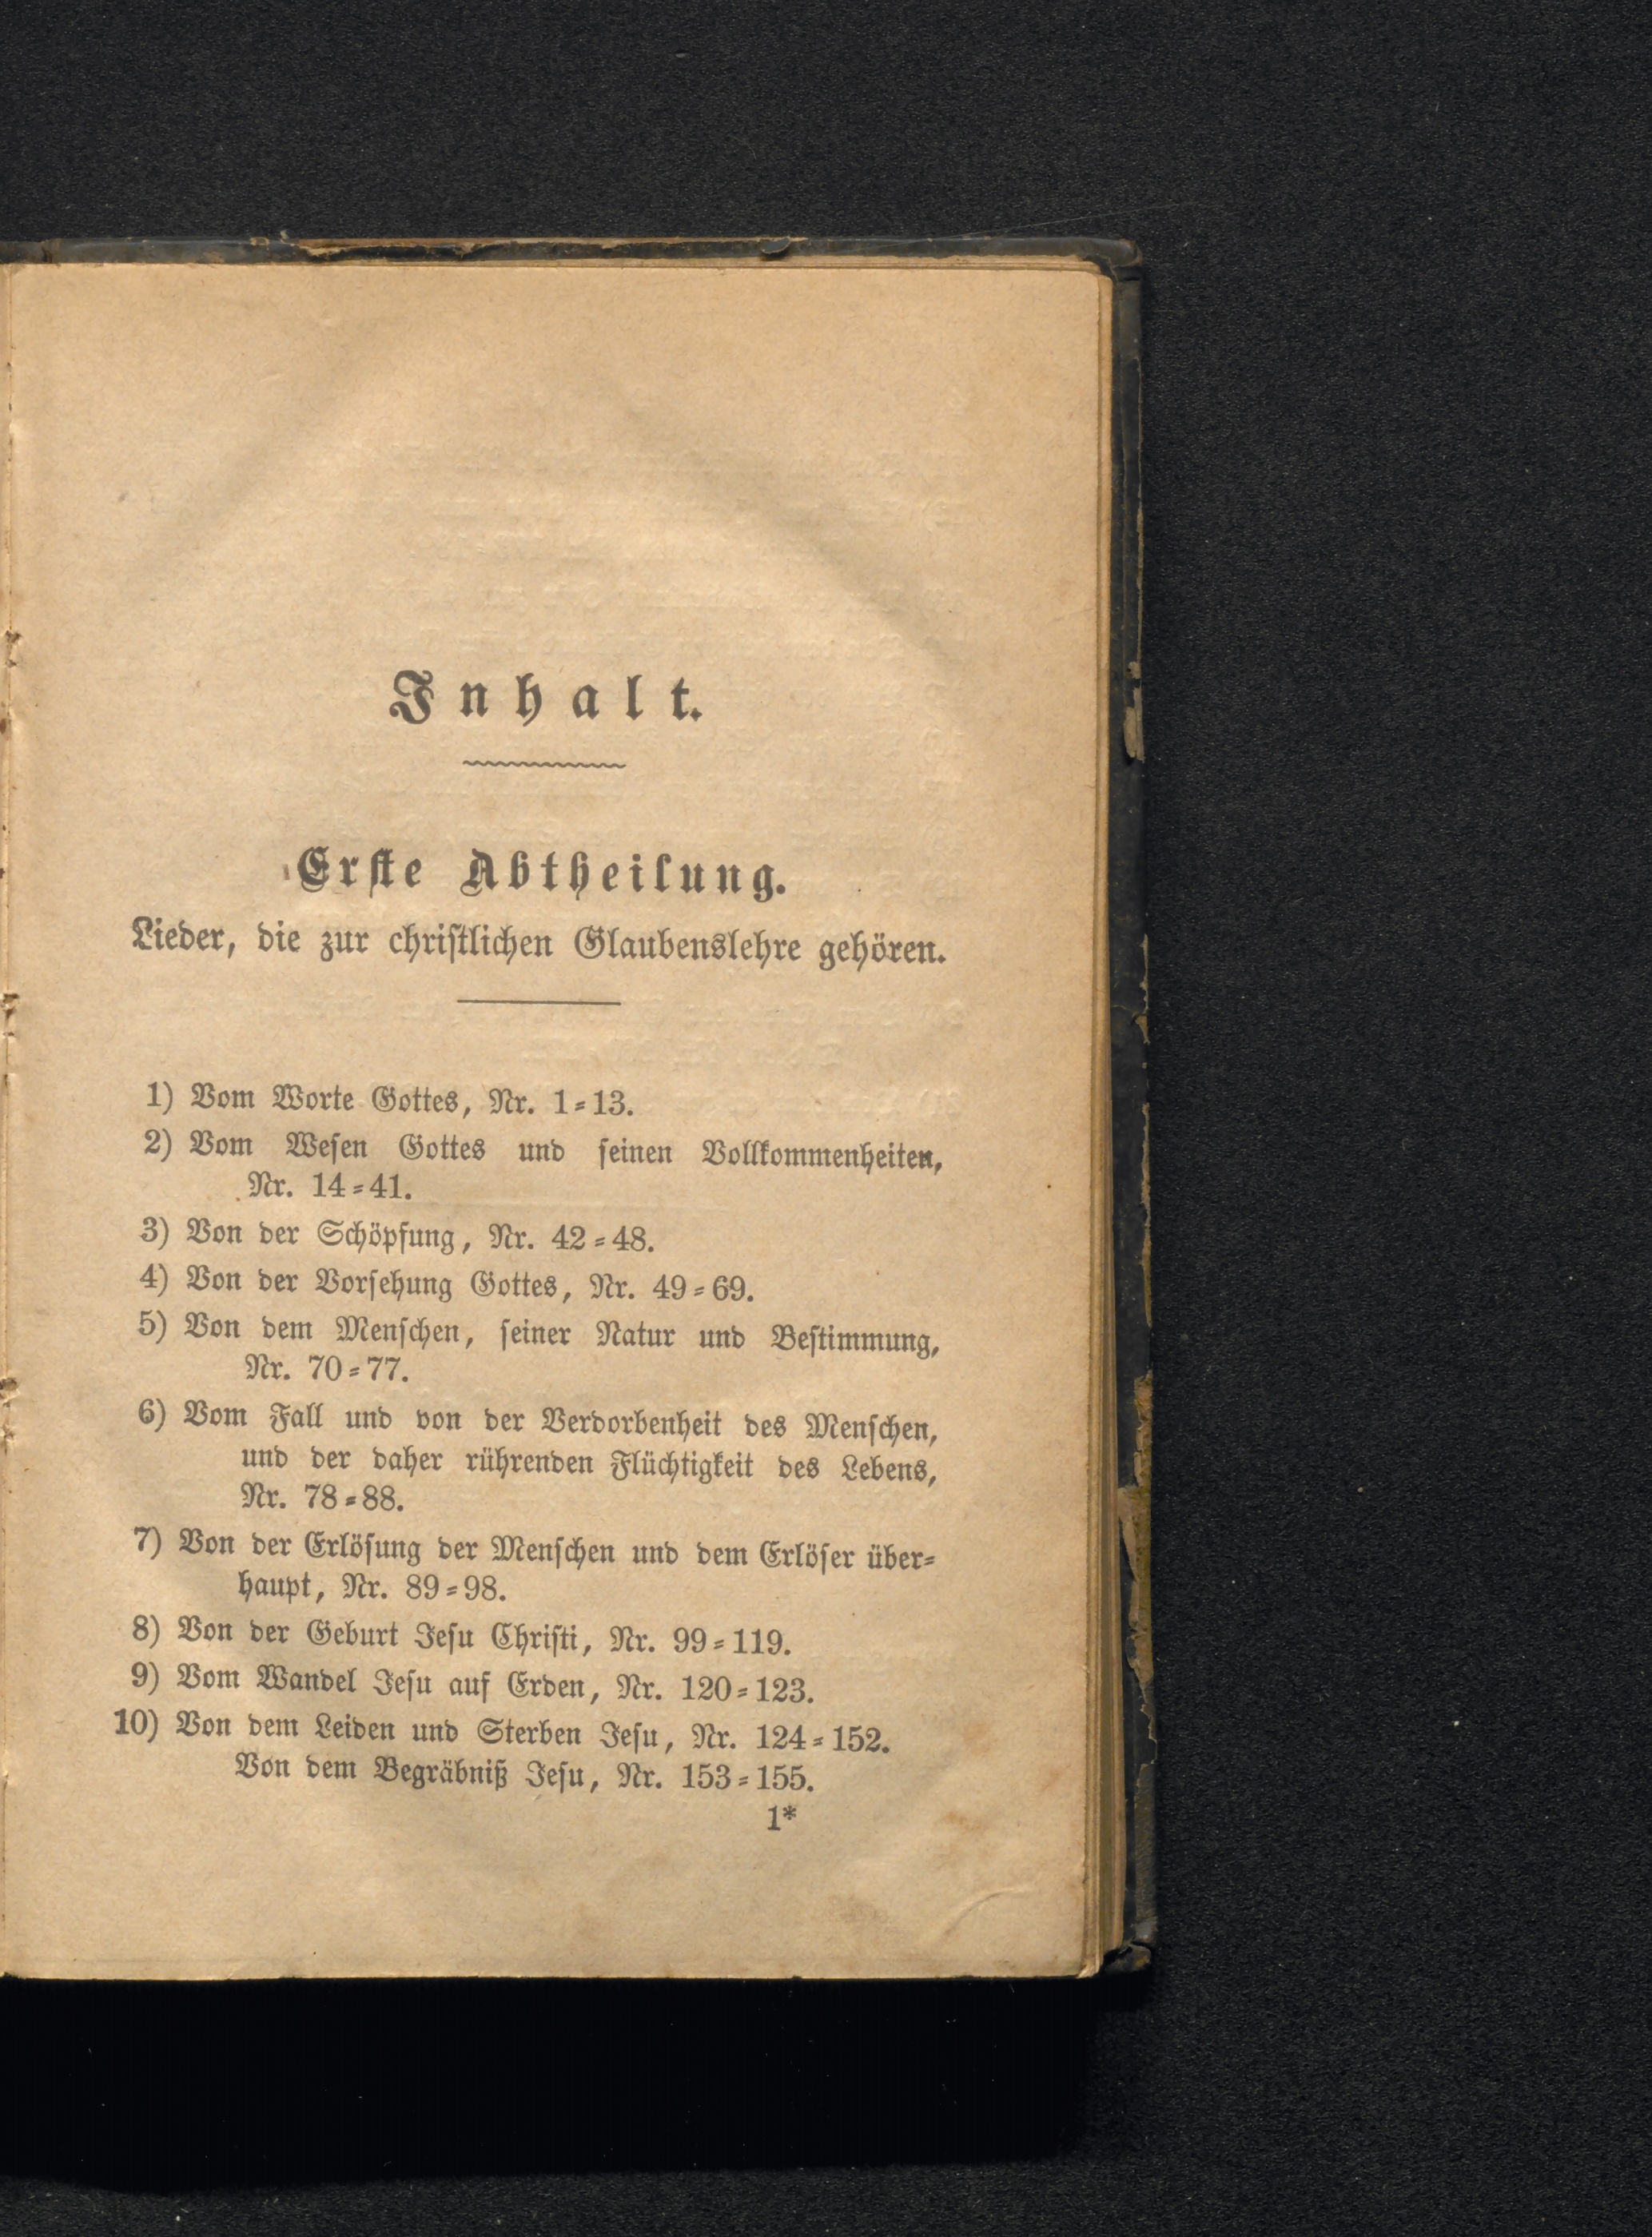 Inhalt.
Erste Abtheilung.
Lieder, die zur christlichen Glaubenslehre gehören.
1) Vom Worte Gottes, Nr. 1=13.
2) Vom Wesen Gottes und seinen Vollkommenheiten,
Nr. 14=41.
3) Von der Schöpfung, Nr. 42=48.
4) Von der Vorsehung Gottes, Nr. 49=69.
5) Von dem Menschen, seiner Natur und Bestimmung,
Nr. 70=77.
6) Vom Fall und von der Verdorbenheit des Menschen,
und der daher rührenden Flüchtigkeit des Lebens,
Nr. 78=88.
7) Von der Erlösung der Menschen und dem Erlöser über=
haupt, Nr. 89=98.
8) Von der Geburt Jesu Christi, Nr. 99=119.
9) Vom Wandel Jesu auf Erden, Nr. 120=123.
10) Von dem Leiden und Sterben Jesu, Nr. 124=152.
Von dem Begräbniß Jesu, Nr. 153=155.
1*